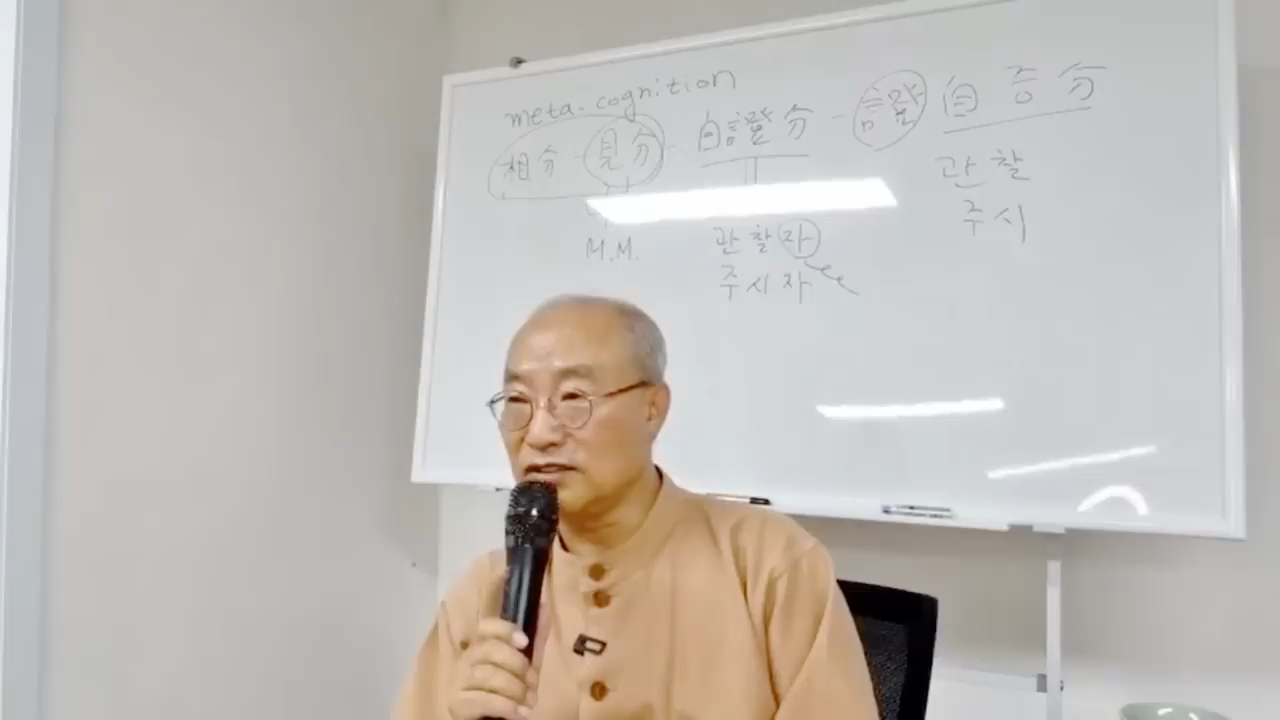 meta-cognition
相分 - 見分 - 自證分 - 證自증分
M.M.
관찰자
주시자
관찰
주시